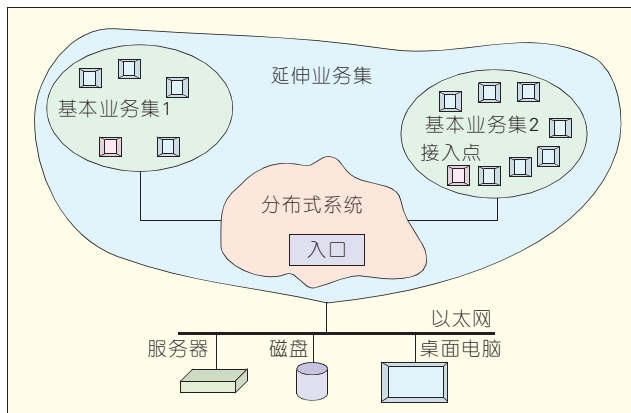 延伸业务集
基本业务集1
基本业务集2
接入点
分布式系统
入口
以太网
服务器
磁盘
桌面电脑